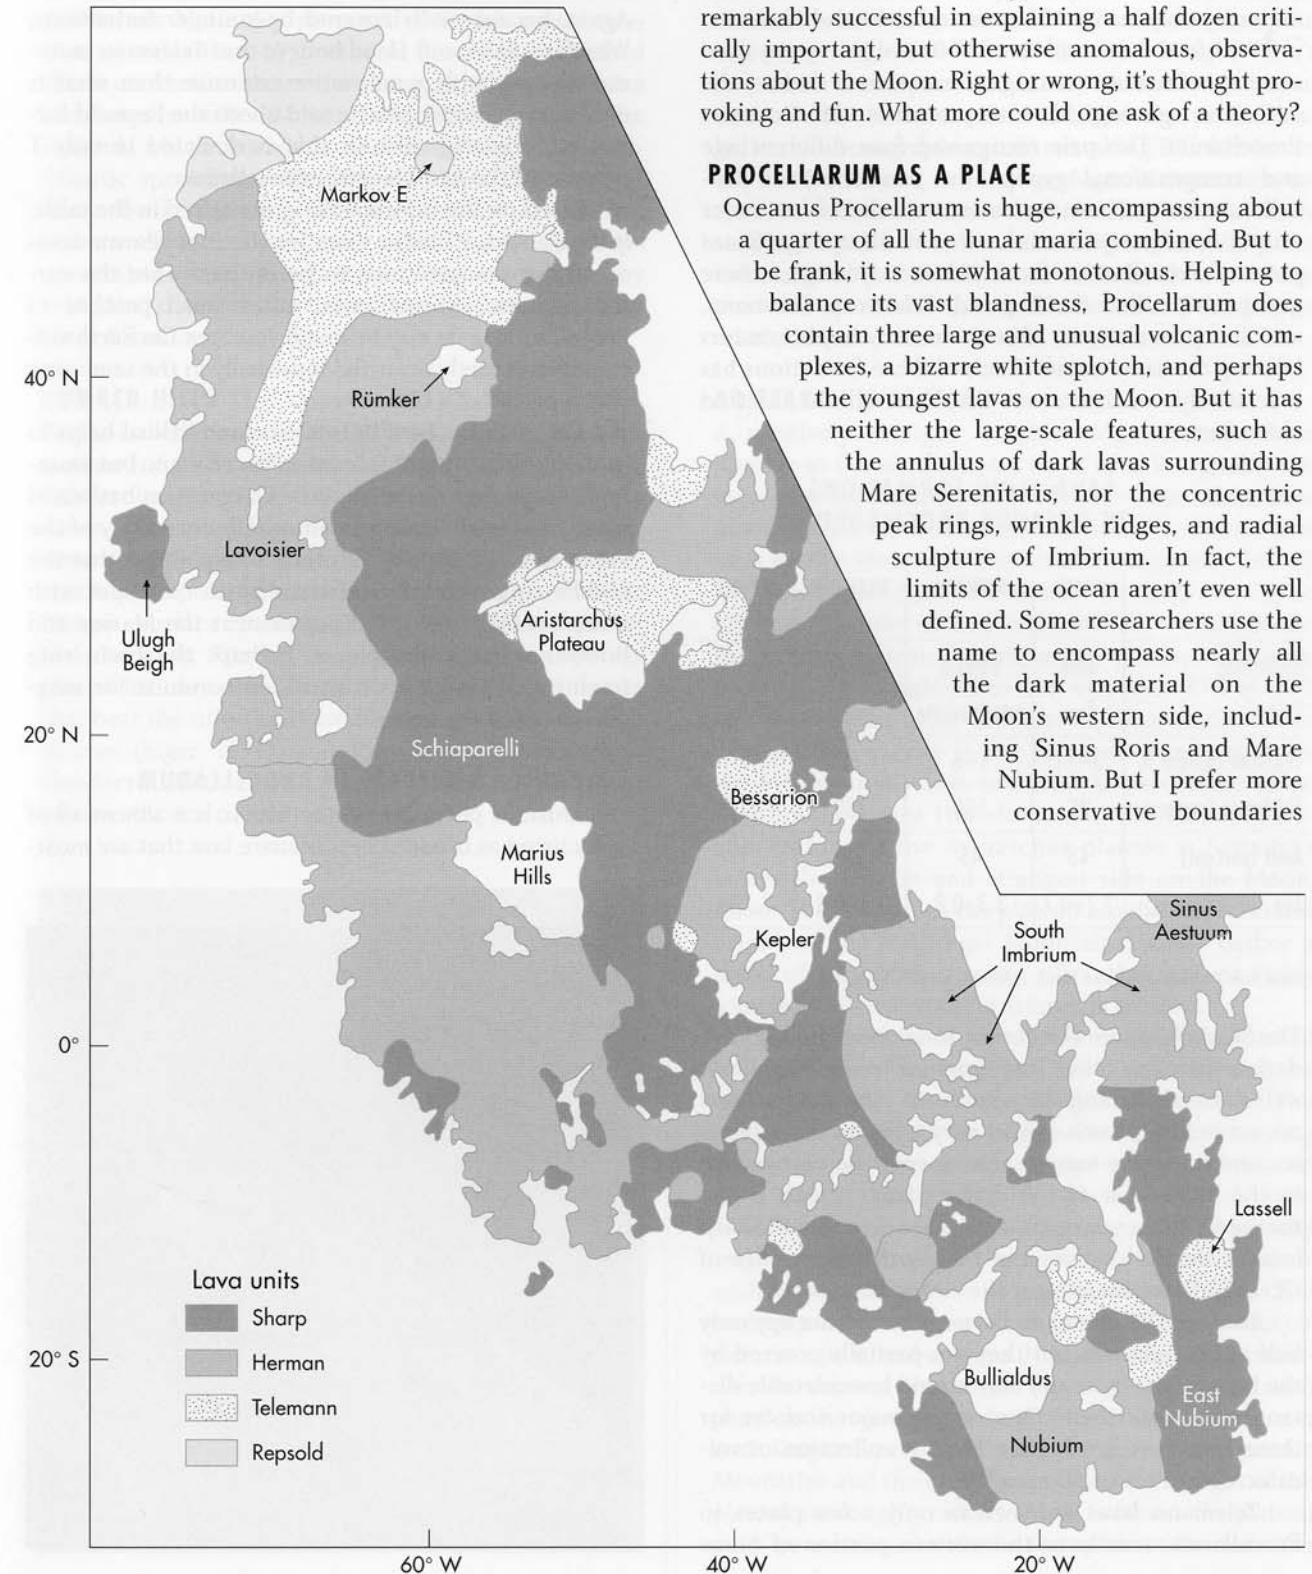 remarkably successful in explaining a half dozen criti-
cally important, but otherwise anomalous, observa-
tions about the Moon. Right or wrong, it's thought pro-
voking and fun. What more could one ask of a theory?
PROCELLARUM AS A PLACE
Oceanus Procellarum is huge, encompassing about
a quarter of all the lunar maria combined. But to
be frank, it is somewhat monotonous. Helping to
balance its vast blandness, Procellarum does
contain three large and unusual volcanic com-
plexes, a bizarre white splotch, and perhaps
the youngest lavas on the Moon. But it has
neither the large-scale features, such as
the annulus of dark lavas surrounding
Mare Serenitatis, nor the concentric
peak rings, wrinkle ridges, and radial
sculpture of Imbrium. In fact, the
limits of the ocean aren't even well
defined. Some researchers use the
name to encompass nearly all
the dark material on the
Moon's western side, includ-
ing Sinus Roris and Mare
Nubium. But I prefer more
conservative boundaries
Markov E
40° N
Rümker
Lavoisier
Ulugh
Beigh
Aristarchus
Plateau
20° N
Schiaparelli
Bessarion
Marius
Hills
Kepler
South
Imbrium
Sinus
Aestuum
0°
Lassell
Lava units
Sharp
Herman
Telemann
Repsold
20° S
Bullialdus
East
Nubium
Nubium
60° W
40° W
20° W